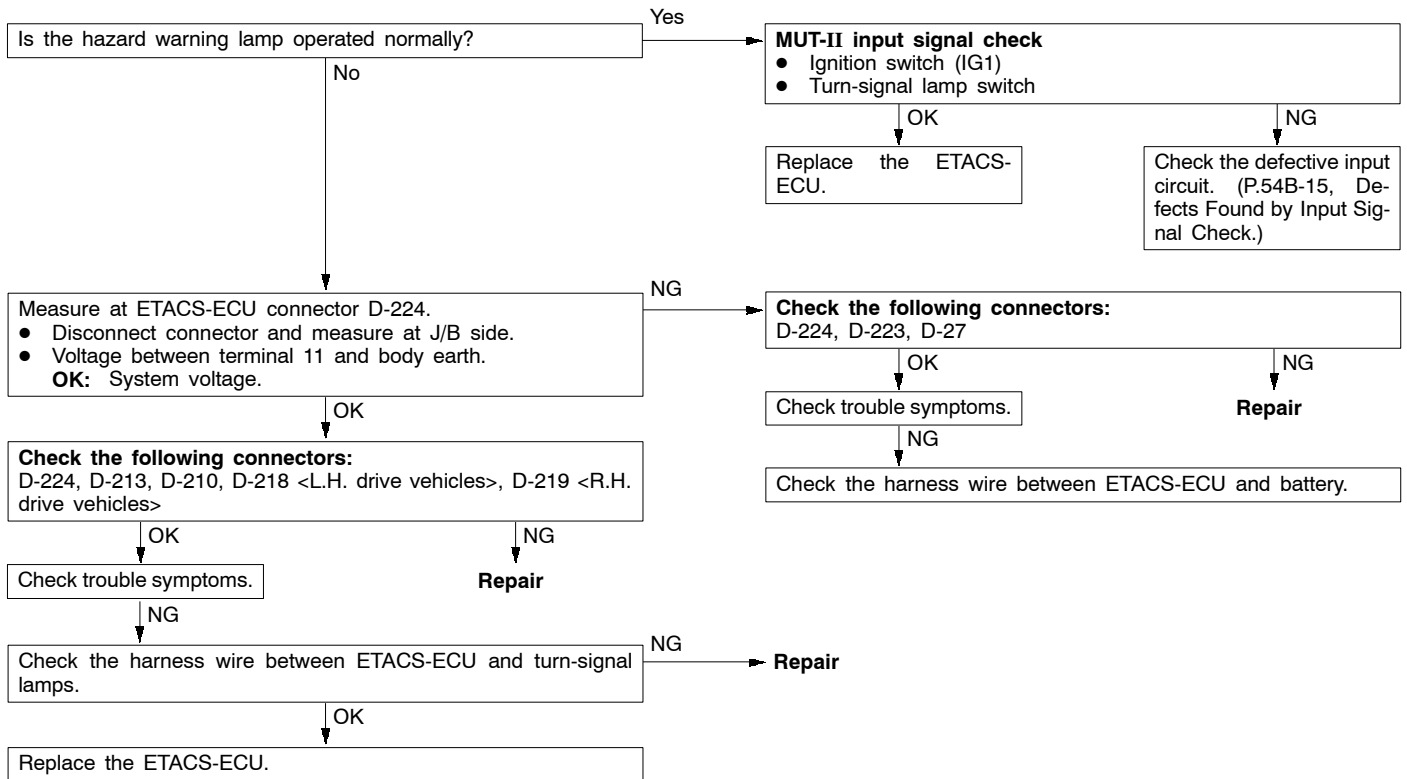 Is the hazard warning lamp operated normally?
Yes
No
MUT-II input signal check
● Ignition switch (IG1)
● Turn-signal lamp switch
OK
NG
Replace the ETACS-
ECU.
Check the defective input
circuit. (P.54B-15, De-
fects Found by Input Sig-
nal Check.)
Measure at ETACS-ECU connector D-224.
● Disconnect connector and measure at J/B side.
● Voltage between terminal 11 and body earth.
OK: System voltage.
NG
OK
Check the following connectors:
D-224, D-223, D-27
OK
NG
Check trouble symptoms.
Repair
NG
Check the harness wire between ETACS-ECU and battery.
Check the following connectors:
D-224, D-213, D-210, D-218 <L.H. drive vehicles>, D-219 <R.H.
drive vehicles>
OK
NG
Check trouble symptoms.
Repair
NG
Check the harness wire between ETACS-ECU and turn-signal
lamps.
NG
Repair
OK
Replace the ETACS-ECU.